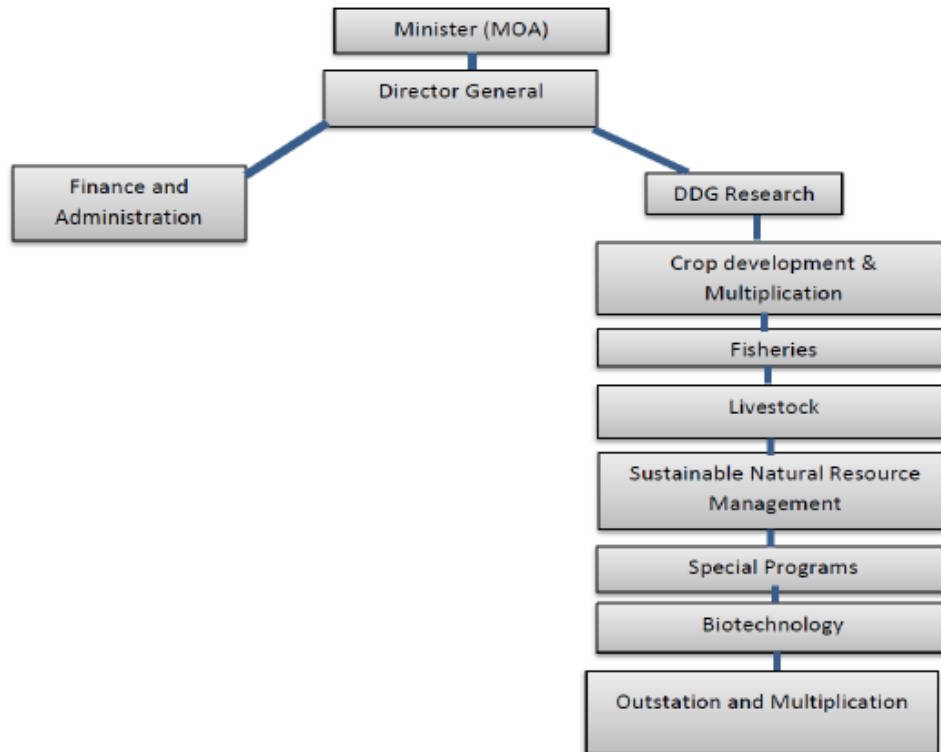 Minister (MOA)
Director General
Finance and
Administration
DDG Research
Crop development &
Multiplication
Fisheries
Livestock
Sustainable Natural Resource
Management
Special Programs
Biotechnology
Outstation and Multiplication